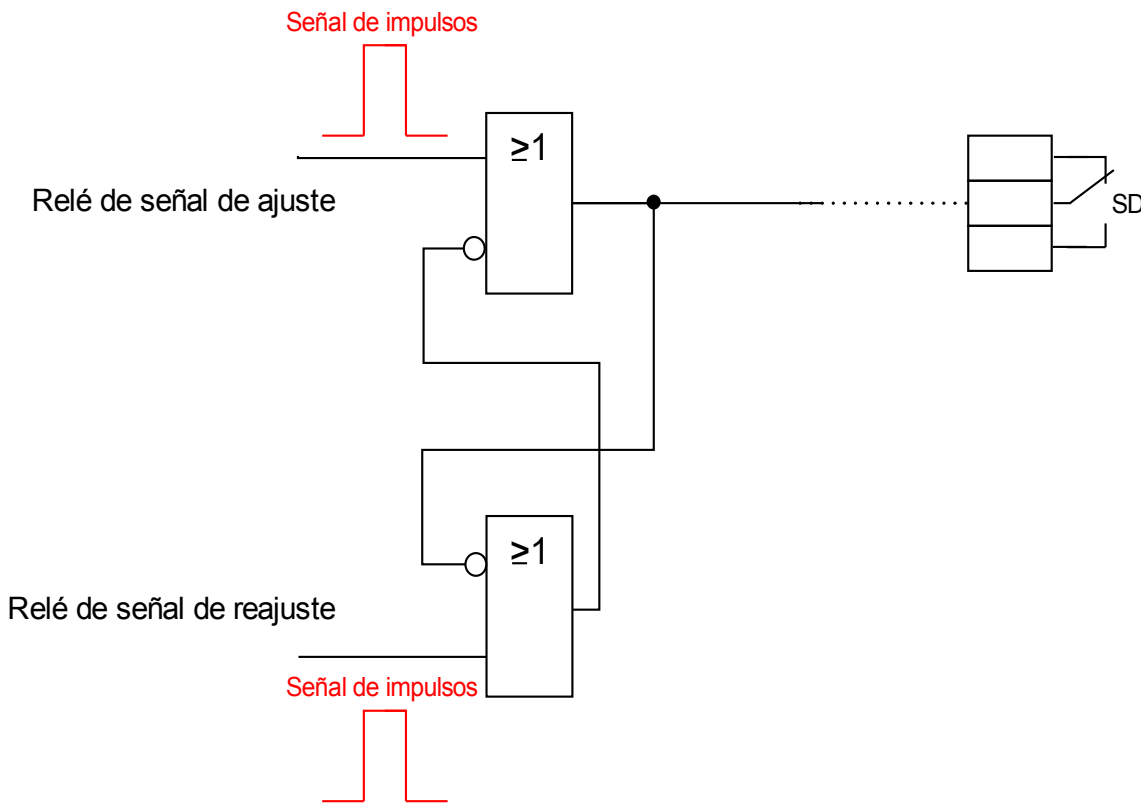 Señal de impulsos
≥1
Relé de señal de ajuste
SD
≥1
Relé de señal de reajuste
Señal de impulsos